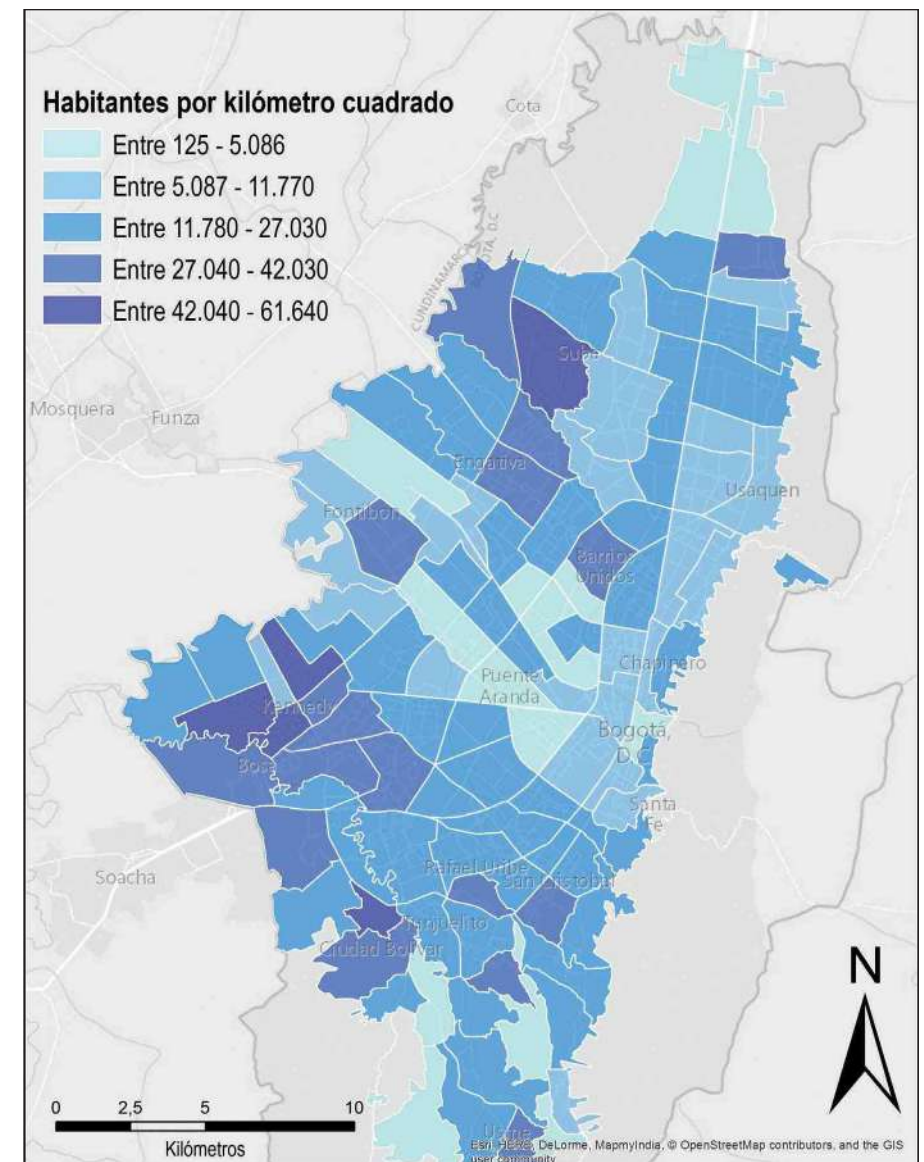 Habitantes por kilómetro cuadrado
Entre 125 - 5.086
Entre 5.087 - 11.770
Entre 11.780 - 27.030
Entre 27.040 - 42.030
Entre 42.040 - 61.640
Cota
CUNDINAMARCA
BOGOTÁ, D.C
Suba
Mosquera
Funza
Engativa
Usaquen
Fontibon
Barrios
Unidos
Chapinero
Puente
Aranda
Kennedy
Bogotá,
D.C
Bosa
Santa
Fe
Soacha
Rafael Uribe
San Cristobal
Tunjuelito
Ciudad Bolivar
N
Usme
0 2,5 5 10
Kilómetros
Esri, HERE, DeLorme, MapmyIndia, © OpenStreetMap contributors, and the GIS
user community